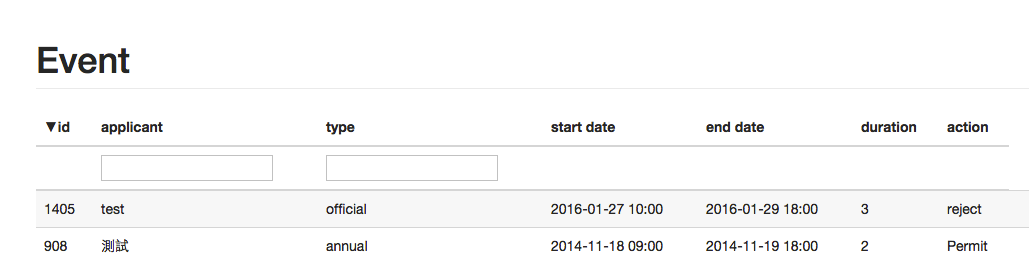 Event
▼id applicant type start date end date duration action
1405 test official 2016-01-27 10:00 2016-01-29 18:00 3 reject
908 測試 annual 2014-11-18 09:00 2014-11-19 18:00 2 Permit